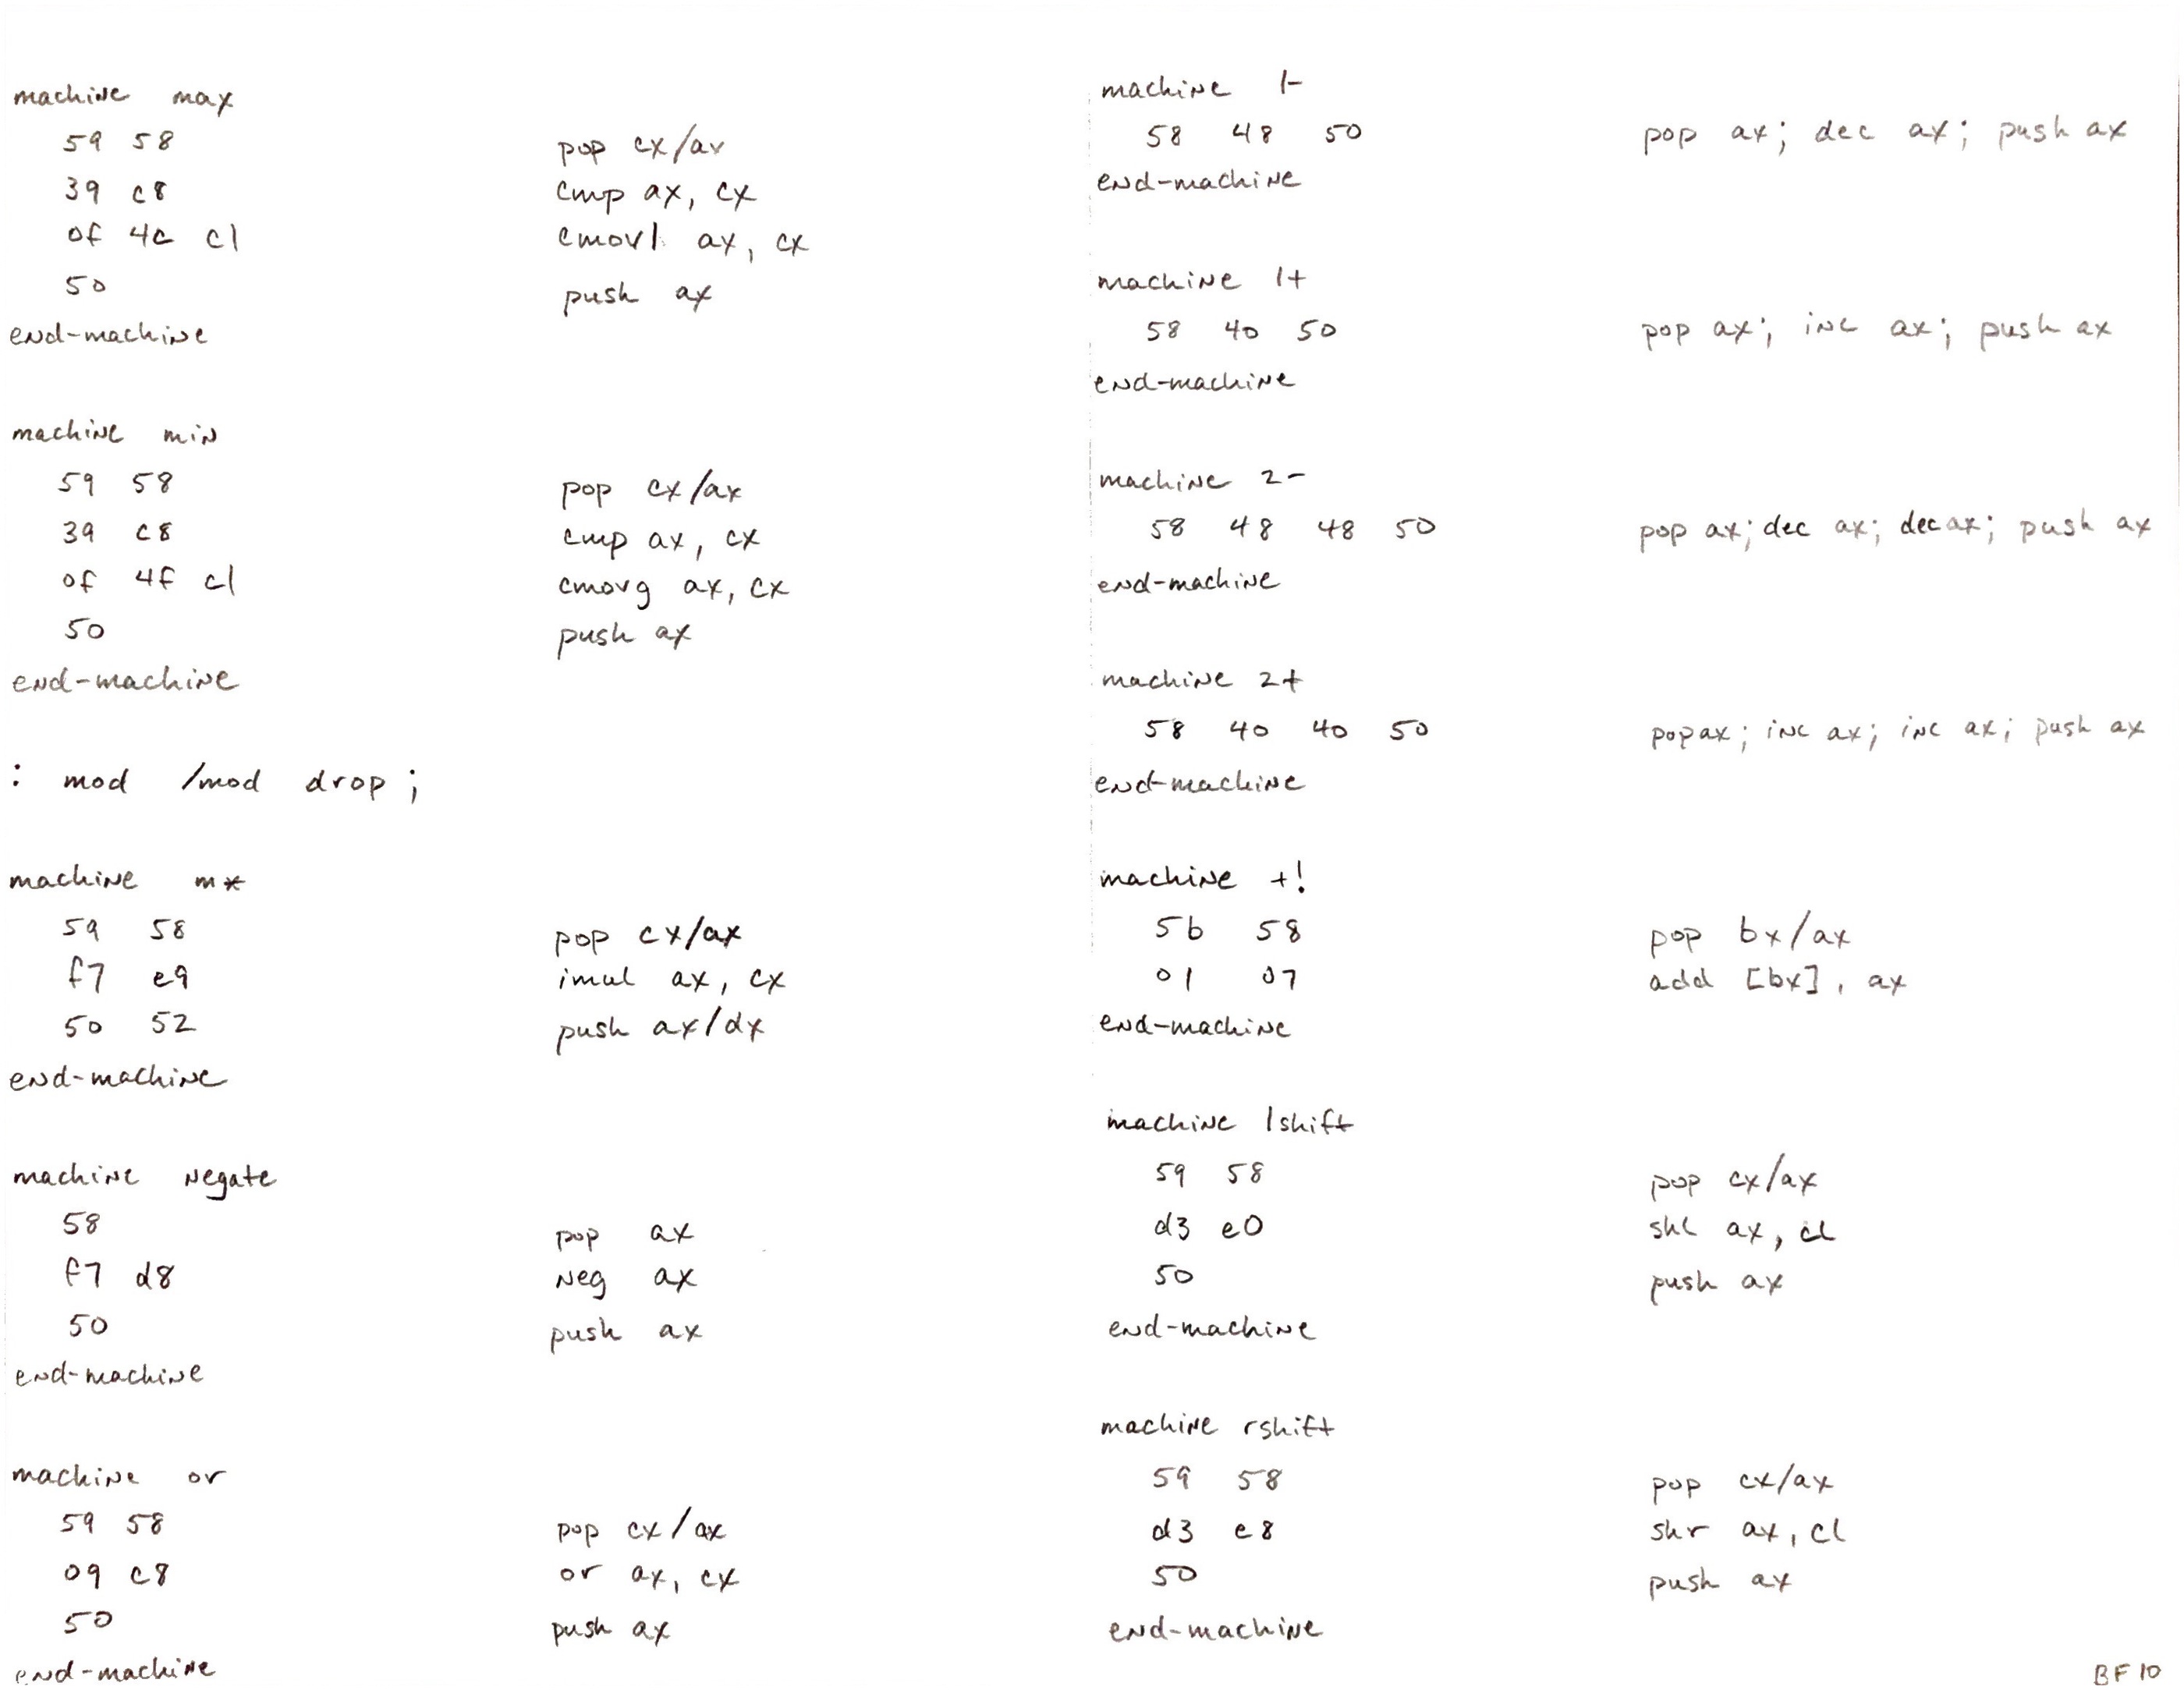 machine max
59 58 pop cx/ax
39 c8 cmp ax, cx
0f 4c c1 cmovl ax, cx
50 push ax
end-machine
machine min
59 58 pop cx/ax
39 c8 cmp ax, cx
0f 4f c1 cmovg ax, cx
50 push ax
end-machine
: mod /mod drop ;
machine m*
59 58 pop cx/ax
f7 e9 imul ax, cx
50 52 push ax/dx
end-machine
machine negate
58 pop ax
f7 d8 neg ax
50 push ax
end-machine
machine or
59 58 pop cx/ax
09 c8 or ax, cx
50 push ax
end-machine
machine 1-
58 48 50 pop ax; dec ax; push ax
end-machine
machine 1+
58 40 50 pop ax; inc ax; push ax
end-machine
machine 2-
58 48 48 50 pop ax; dec ax; dec ax; push ax
end-machine
machine 2+
58 40 40 50 pop ax; inc ax; inc ax; push ax
end-machine
machine +!
5b 58 pop bx/ax
01 07 add [bx], ax
end-machine
machine lshift
59 58 pop cx/ax
d3 e0 shl ax, cl
50 push ax
end-machine
machine rshift
59 58 pop cx/ax
d3 e8 shr ax, cl
50 push ax
end-machine
BF 10